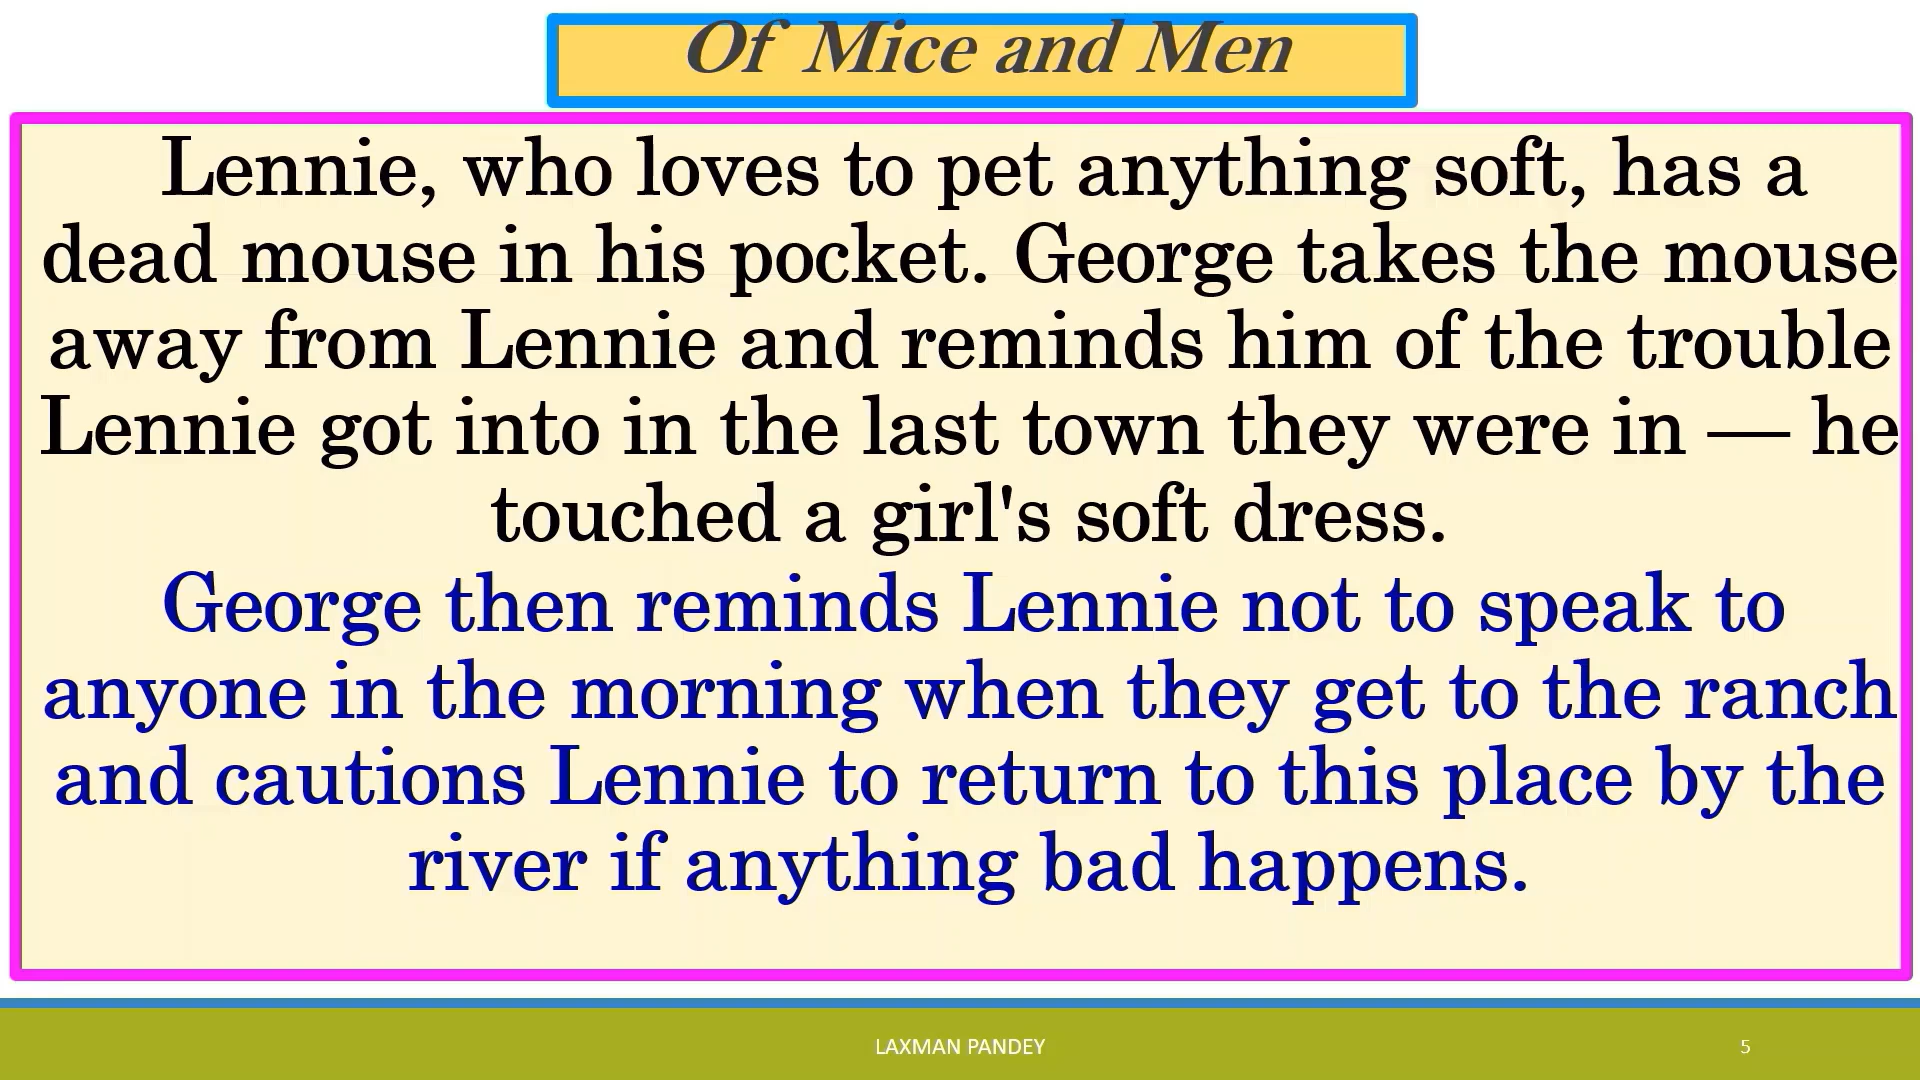 Of Mice and Men
Lennie, who loves to pet anything soft, has a
dead mouse in his pocket. George takes the mouse
away from Lennie and reminds him of the trouble
Lennie got into in the last town they were in — he
touched a girl's soft dress.
George then reminds Lennie not to speak to
anyone in the morning when they get to the ranch
and cautions Lennie to return to this place by the
river if anything bad happens.
LAXMAN PANDEY
5